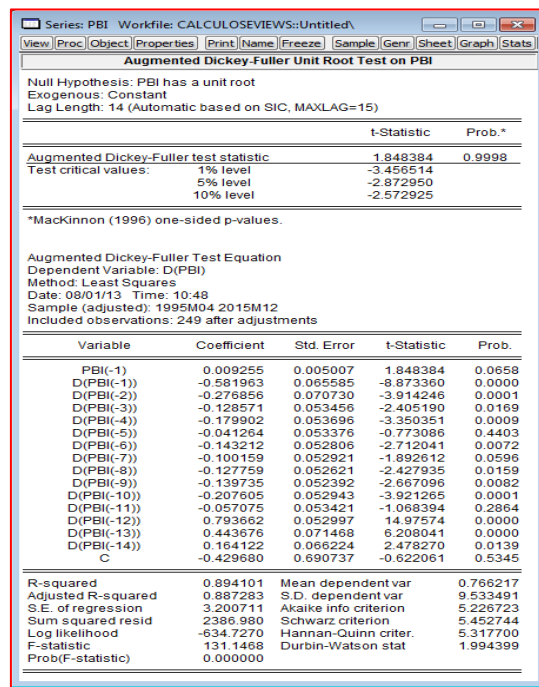 Series: PBI Workfile: CALCULOSEVIEWS::Untitled\
View Proc Object Properties Print Name Freeze Sample Genr Sheet Graph Stats
Augmented Dickey-Fuller Unit Root Test on PBI
Null Hypothesis: PBI has a unit root
Exogenous: Constant
Lag Length: 14 (Automatic based on SIC, MAXLAG=15)
t-Statistic Prob.*
Augmented Dickey-Fuller test statistic 1.848384 0.9998
Test critical values: 1% level -3.456514
5% level -2.872950
10% level -2.572925
*MacKinnon (1996) one-sided p-values.
Augmented Dickey-Fuller Test Equation
Dependent Variable: D(PBI)
Method: Least Squares
Date: 08/01/13 Time: 10:48
Sample (adjusted): 1995M04 2015M12
Included observations: 249 after adjustments
Variable Coefficient Std. Error t-Statistic Prob.
PBI(-1) 0.009255 0.005007 1.848384 0.0658
D(PBI(-1)) -0.581963 0.065585 -8.873360 0.0000
D(PBI(-2)) -0.276856 0.070730 -3.914246 0.0001
D(PBI(-3)) -0.128571 0.053456 -2.405190 0.0169
D(PBI(-4)) -0.179902 0.053696 -3.350351 0.0009
D(PBI(-5)) -0.041264 0.053376 -0.773086 0.4403
D(PBI(-6)) -0.143212 0.052806 -2.712041 0.0072
D(PBI(-7)) -0.100159 0.052921 -1.892612 0.0596
D(PBI(-8)) -0.127759 0.052621 -2.427935 0.0159
D(PBI(-9)) -0.139735 0.052392 -2.667096 0.0082
D(PBI(-10)) -0.207605 0.052943 -3.921265 0.0001
D(PBI(-11)) -0.057075 0.053421 -1.068394 0.2864
D(PBI(-12)) 0.793662 0.052997 14.97574 0.0000
D(PBI(-13)) 0.443676 0.071468 6.208041 0.0000
D(PBI(-14)) 0.164122 0.066224 2.478270 0.0139
C -0.429680 0.690737 -0.622061 0.5345
R-squared 0.894101 Mean dependent var 0.766217
Adjusted R-squared 0.887283 S.D. dependent var 9.533491
S.E. of regression 3.200711 Akaike info criterion 5.226723
Sum squared resid 2386.980 Schwarz criterion 5.452744
Log likelihood -634.7270 Hannan-Quinn criter. 5.317700
F-statistic 131.1468 Durbin-Watson stat 1.994399
Prob(F-statistic) 0.000000